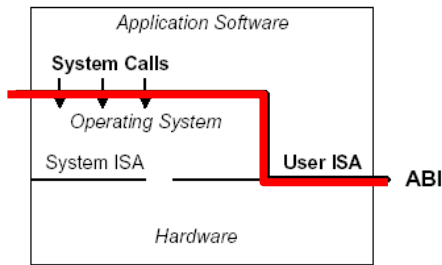 Application Software
System Calls
Operating System
System ISA
User ISA
ABI
Hardware